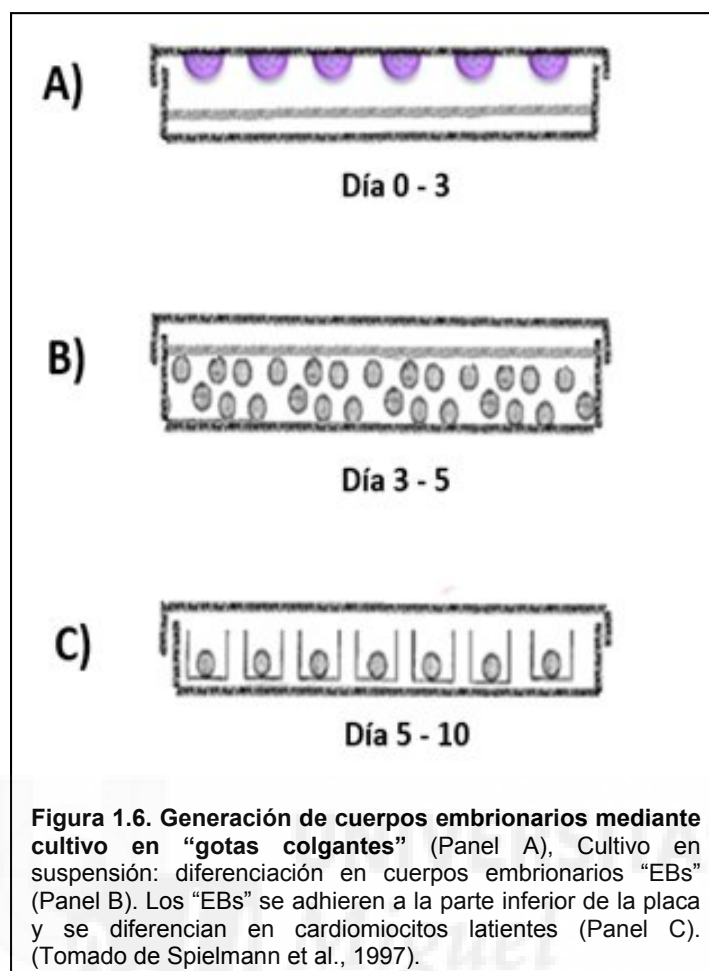 A)
Día 0 - 3
B)
Día 3 - 5
C)
Día 5 - 10
Figura 1.6. Generación de cuerpos embrionarios mediante
cultivo en “gotas colgantes” (Panel A), Cultivo en
suspensión: diferenciación en cuerpos embrionarios “EBs”
(Panel B). Los “EBs” se adhieren a la parte inferior de la placa
y se diferencian en cardiomiocitos latientes (Panel C).
(Tomado de Spielmann et al., 1997).
UNIVERSITAS
Miguel